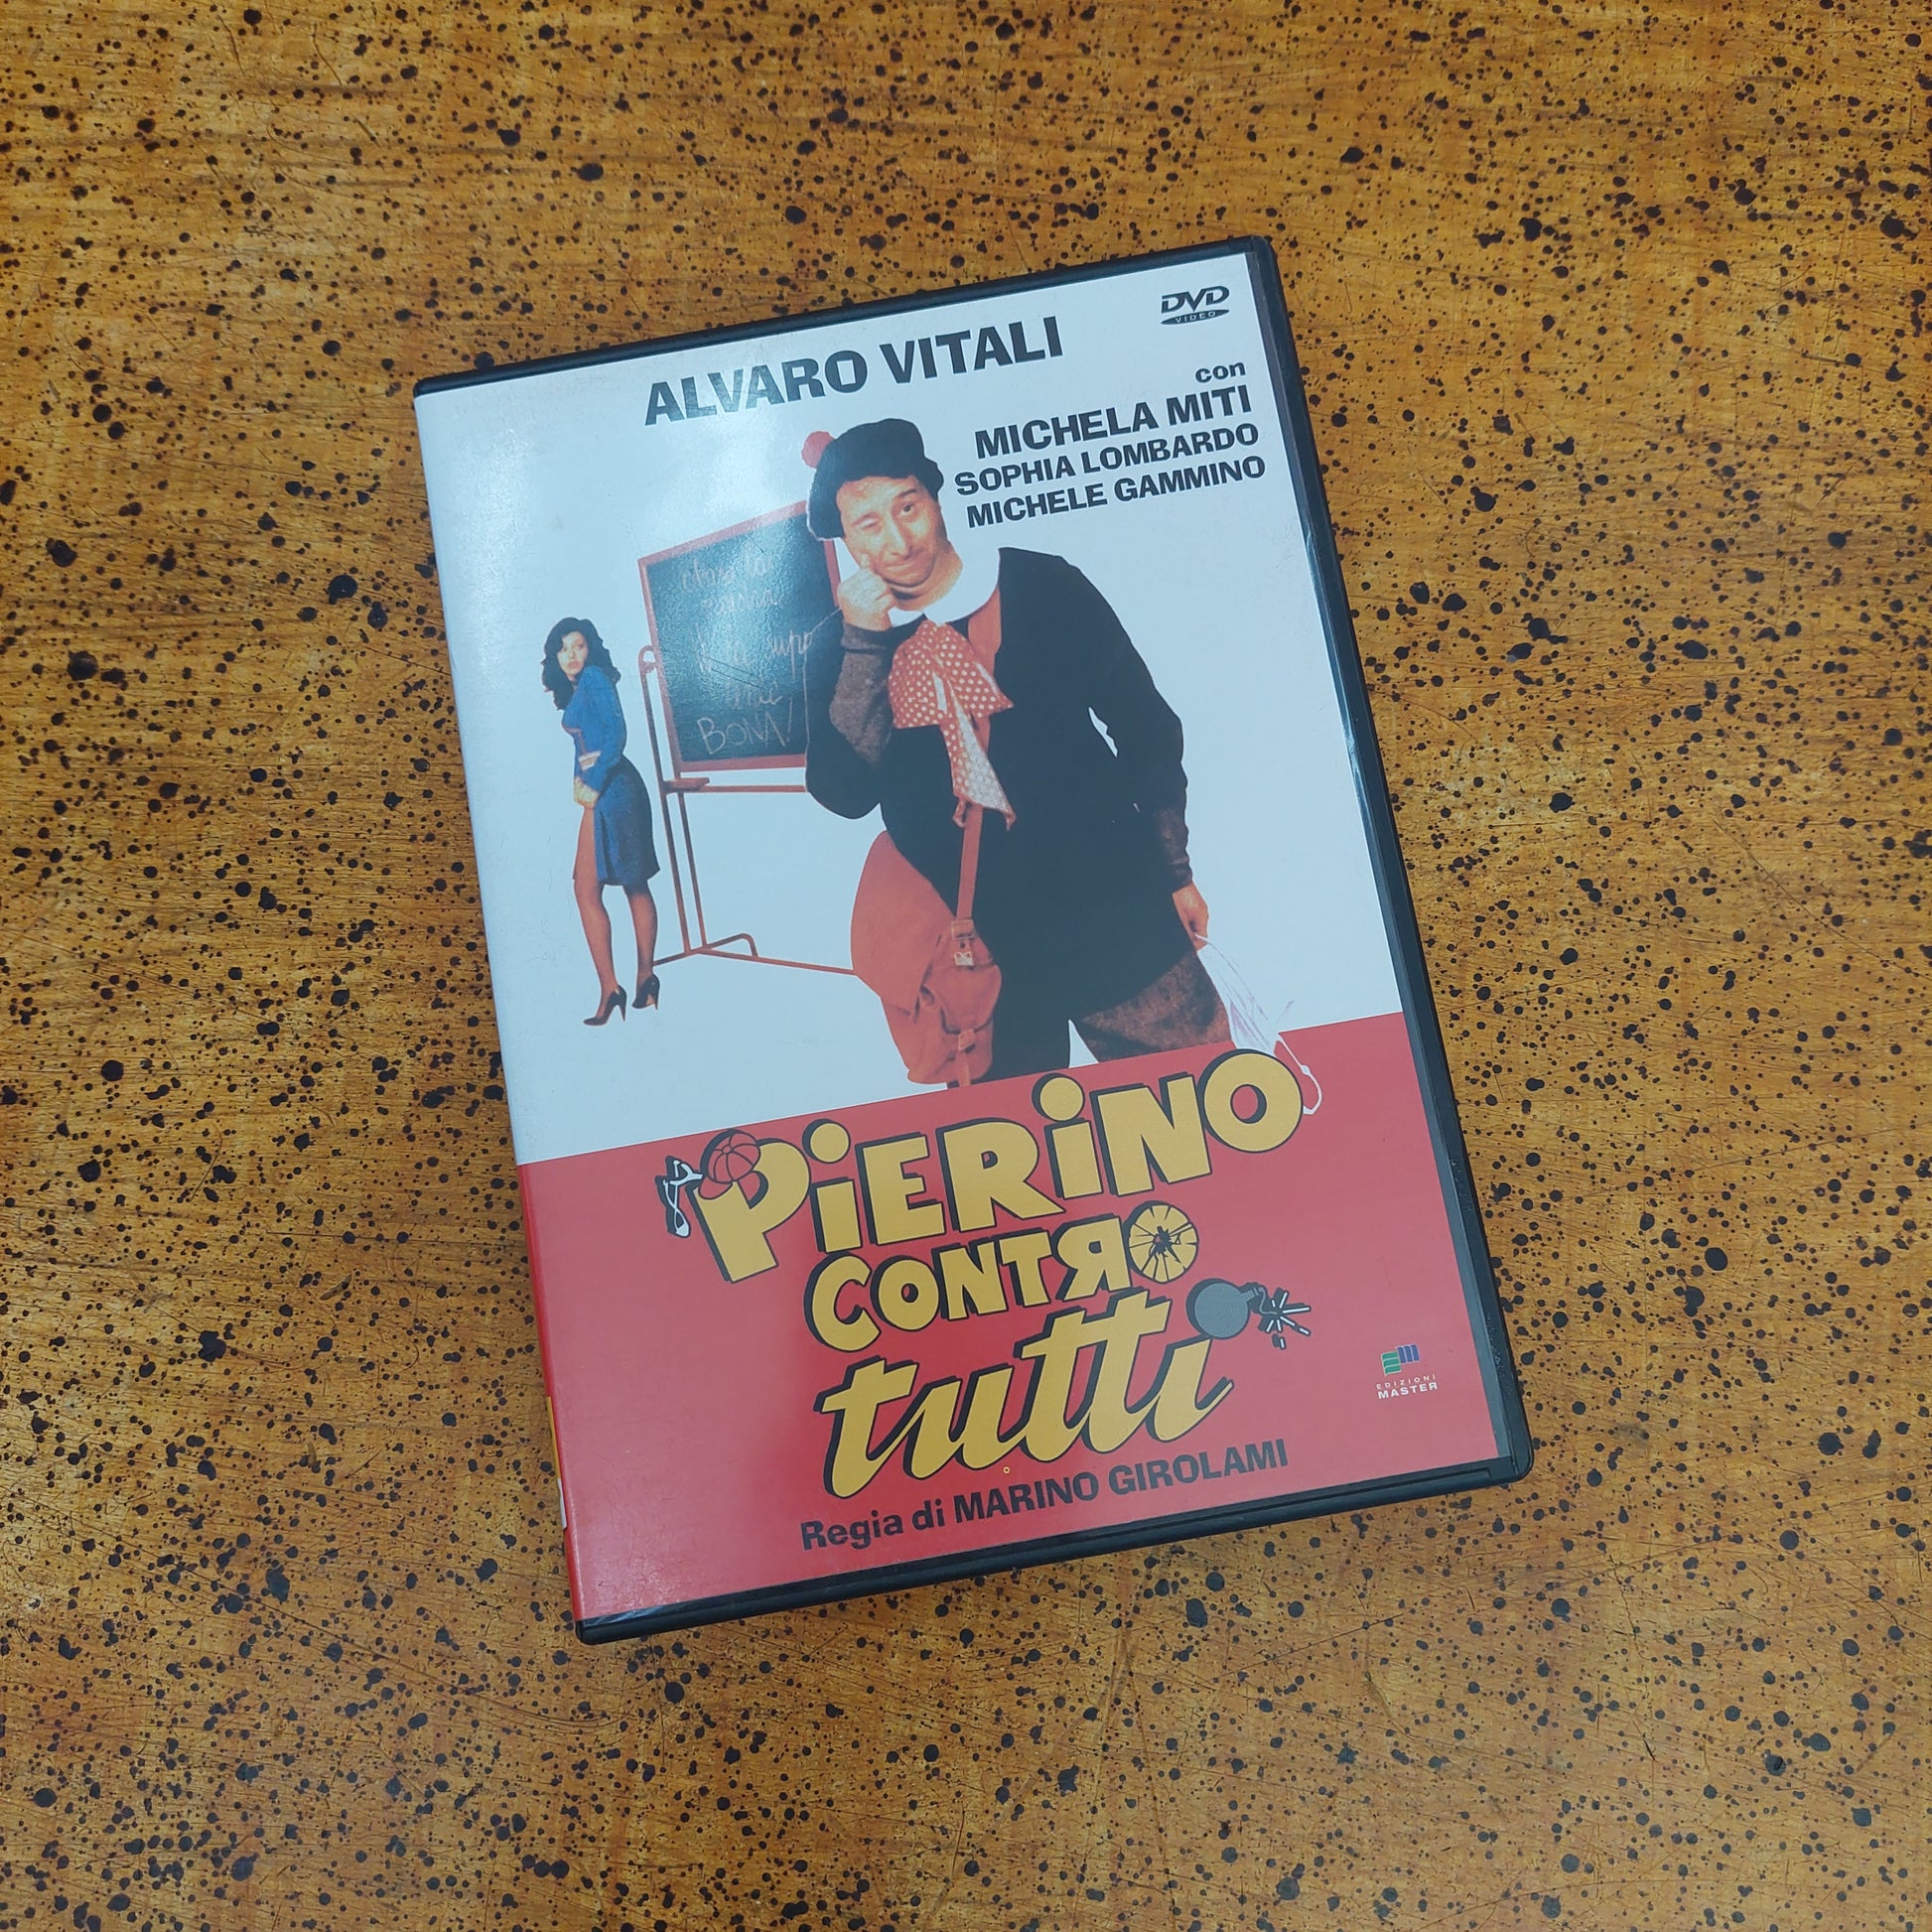 DVD
VIDEO
ALVARO VITALI
con
MICHELA MITI
SOPHIA LOMBARDO
MICHELE GAMMINO
BONA!
PiERiNO
CONTRO
tutti
EDIZIONI
MASTER
Regia di MARINO GIROLAMI